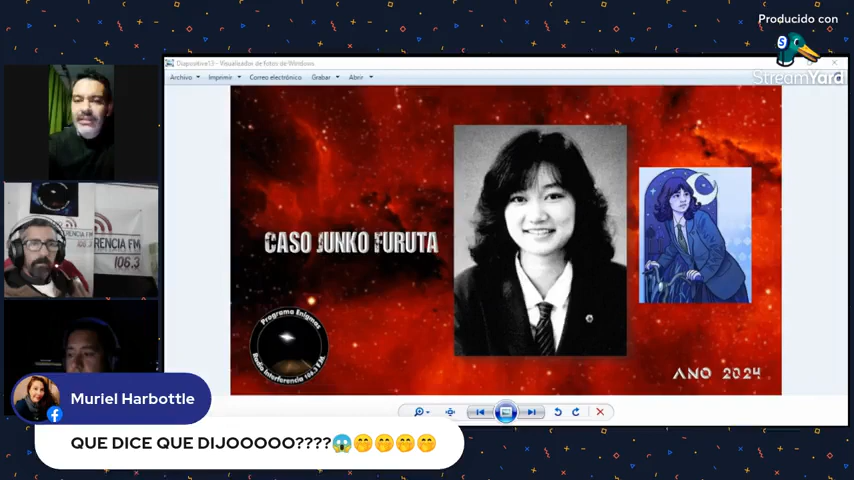 Producido con
StreamYard
Diapositiva13 - Visualizador de fotos de Windows
Archivo
Imprimir
Correo electrónico
Grabar
Abrir
CASO JUNKO FURUTA
Programa Enigmas
Radio Interferencia 106.3 F.M.
AÑO 2024
RENCIA FM
106.3
Muriel Harbottle
QUE DICE QUE DIJOOOOO????😱🤭🤭🤭🤭